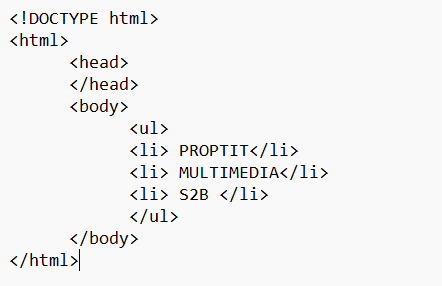 <!DOCTYPE html>
<html>
<head>
</head>
<body>
<ul>
<li> PROPTIT</li>
<li> MULTIMEDIA</li>
<li> S2B </li>
</ul>
</body>
</html>